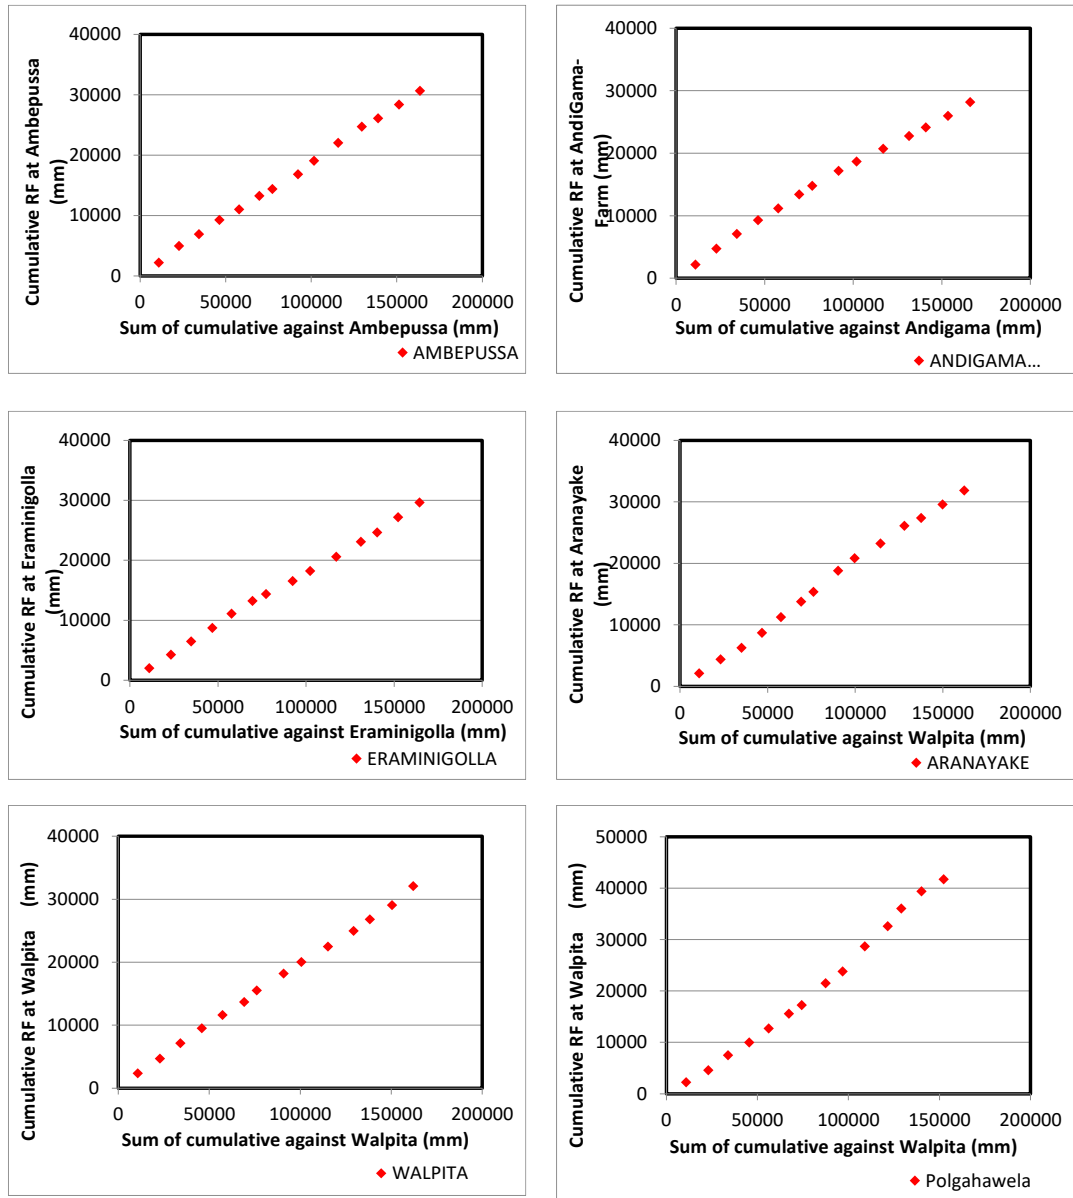 Cumulative RF at Ambepussa
(mm)
40000
30000
20000
10000
0
0 50000 100000 150000 200000
Sum of cumulative against Ambepussa (mm)
AMBEPUSSA
Cumulative RF at AndiGama-
Farm (mm)
40000
30000
20000
10000
0
0 50000 100000 150000 200000
Sum of cumulative against Andigama (mm)
ANDIGAMA...
Cumulative RF at Eraminigolla
(mm)
40000
30000
20000
10000
0
0 50000 100000 150000 200000
Sum of cumulative against Eraminigolla (mm)
ERAMINIGOLLA
Cumulative RF at Aranayake
(mm)
40000
30000
20000
10000
0
0 50000 100000 150000 200000
Sum of cumulative against Walpita (mm)
ARANAYAKE
Cumulative RF at Walpita (mm)
40000
30000
20000
10000
0
0 50000 100000 150000 200000
Sum of cumulative against Walpita (mm)
WALPITA
Cumulative RF at Walpita (mm)
50000
40000
30000
20000
10000
0
0 50000 100000 150000 200000
Sum of cumulative against Walpita (mm)
Polgahawela